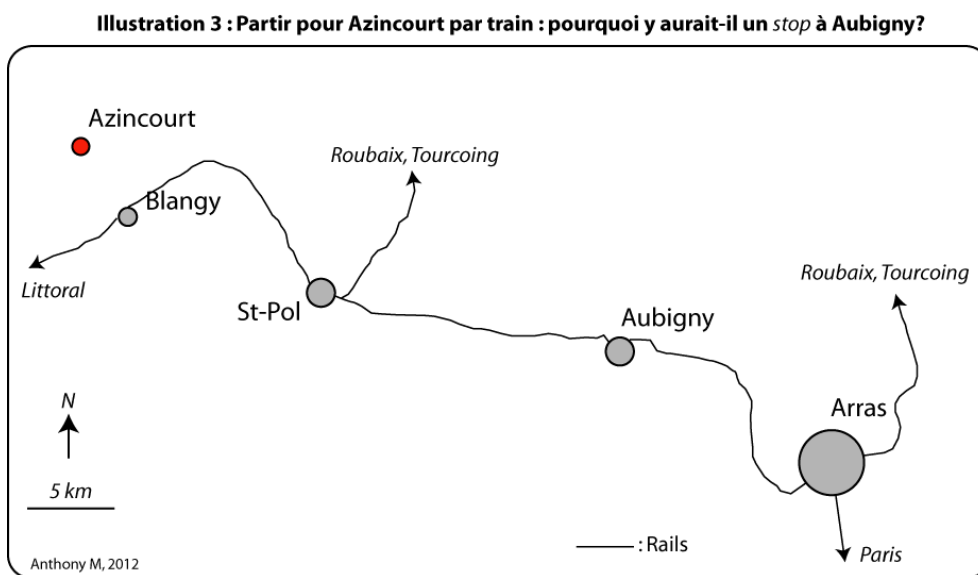 Illustration 3 : Partir pour Azincourt par train : pourquoi y aurait-il un stop à Aubigny?
Azincourt
Roubaix, Tourcoing
Blangy
Littoral
Roubaix, Tourcoing
St-Pol
Aubigny
N
Arras
5 km
: Rails
Paris
Anthony M, 2012